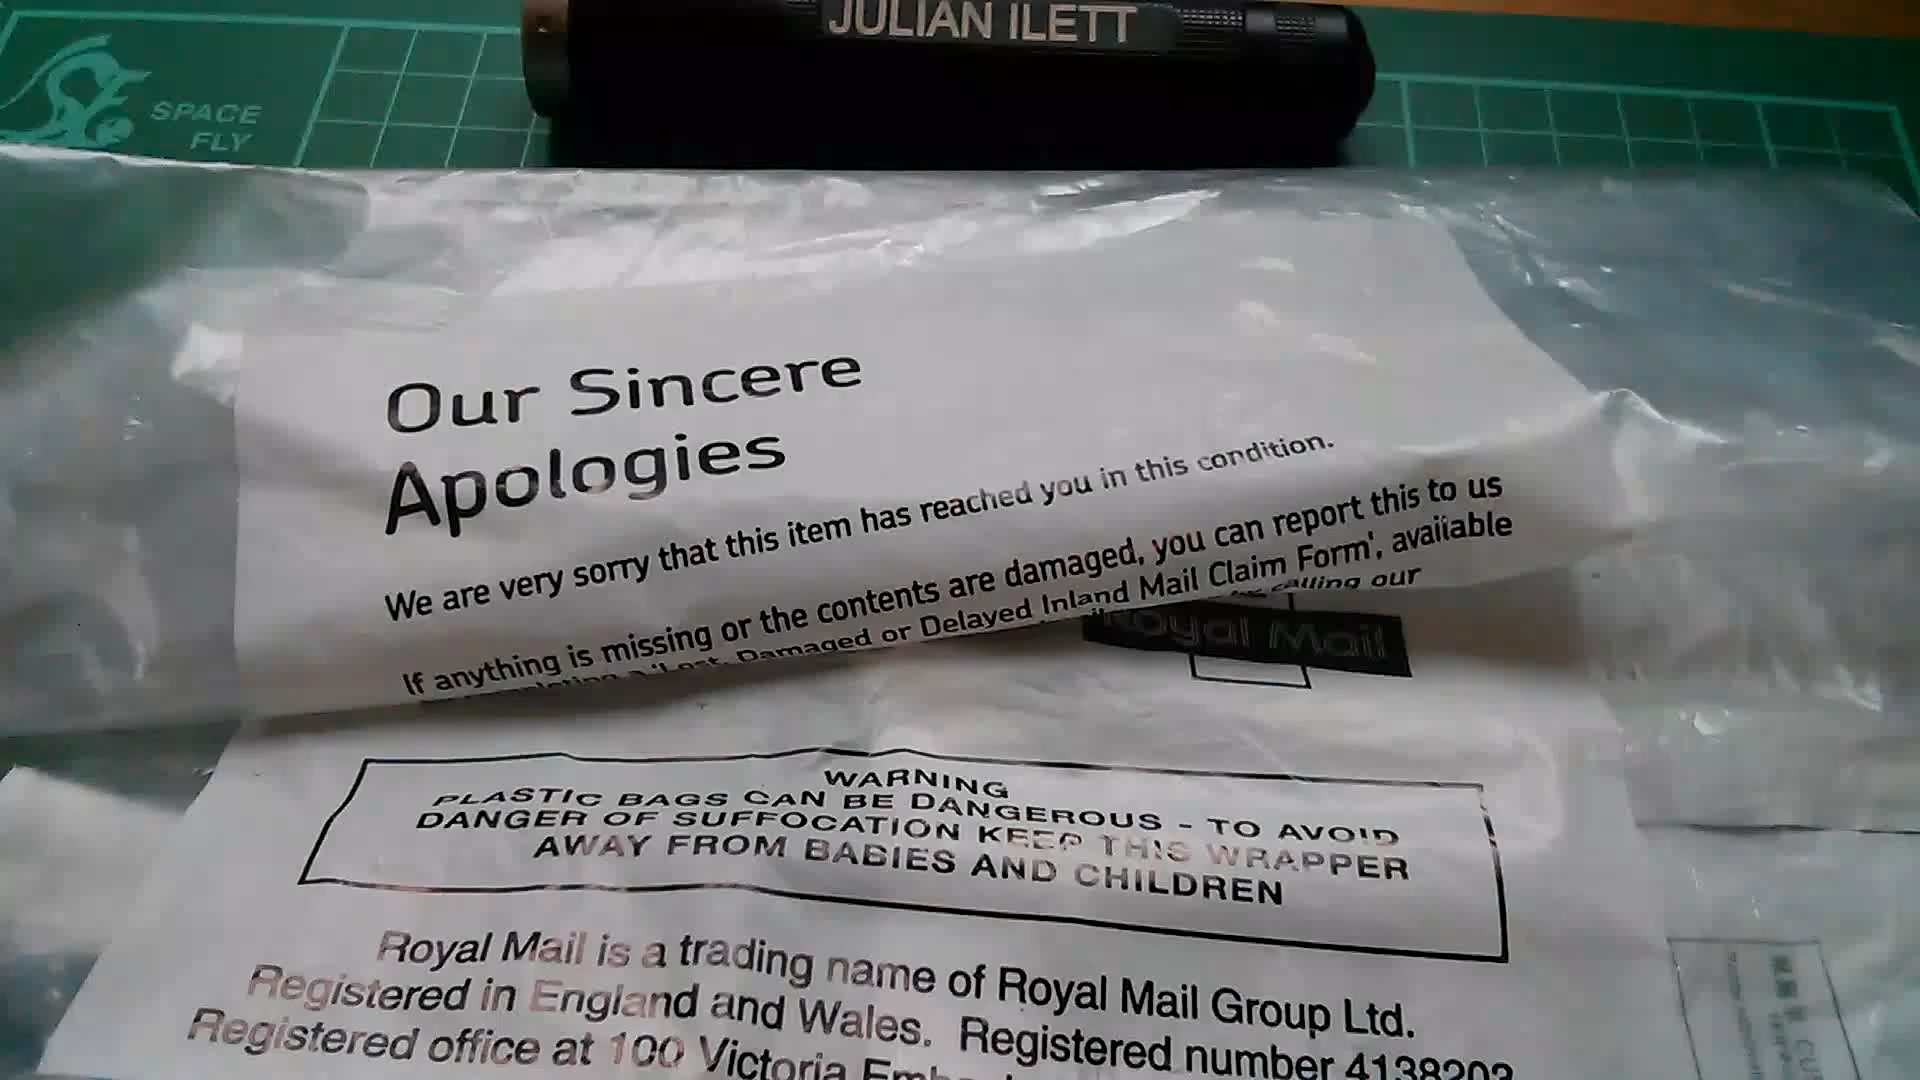 JULIAN ILETT
SPACE
FLY
Our Sincere
Apologies
We are very sorry that this item has reached you in this condition.
If anything is missing or the contents are damaged, you can report this to us
a 'Lost, Damaged or Delayed Inland Mail Claim Form', available
calling our
Royal Mail
WARNING
PLASTIC BAGS CAN BE DANGEROUS - TO AVOID
DANGER OF SUFFOCATION KEEP THIS WRAPPER
AWAY FROM BABIES AND CHILDREN
Royal Mail is a trading name of Royal Mail Group Ltd.
Registered in England and Wales. Registered number 4138203
Registered office at 100 Victoria